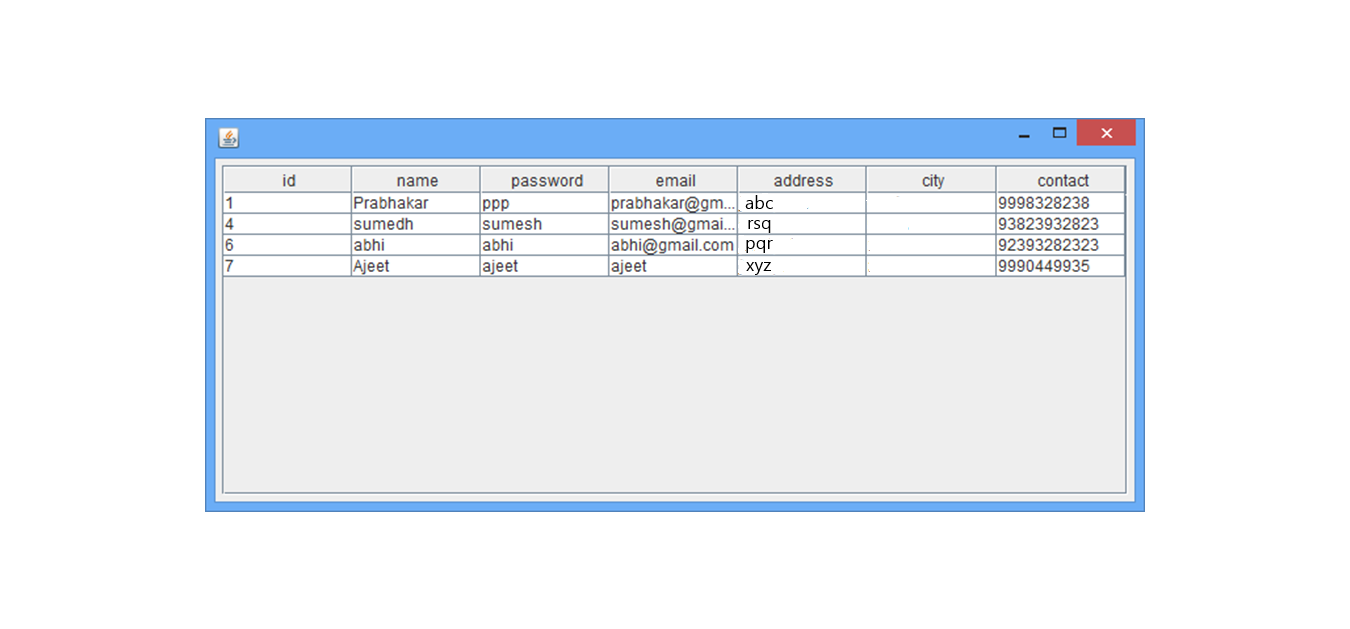 id name password email address city contact
1 Prabhakar ppp prabhakar@gm... abc 9998328238
4 sumedh sumesh sumesh@gmai... rsq 93823932823
6 abhi abhi abhi@gmail.com pqr 92393282323
7 Ajeet ajeet ajeet xyz 9990449935